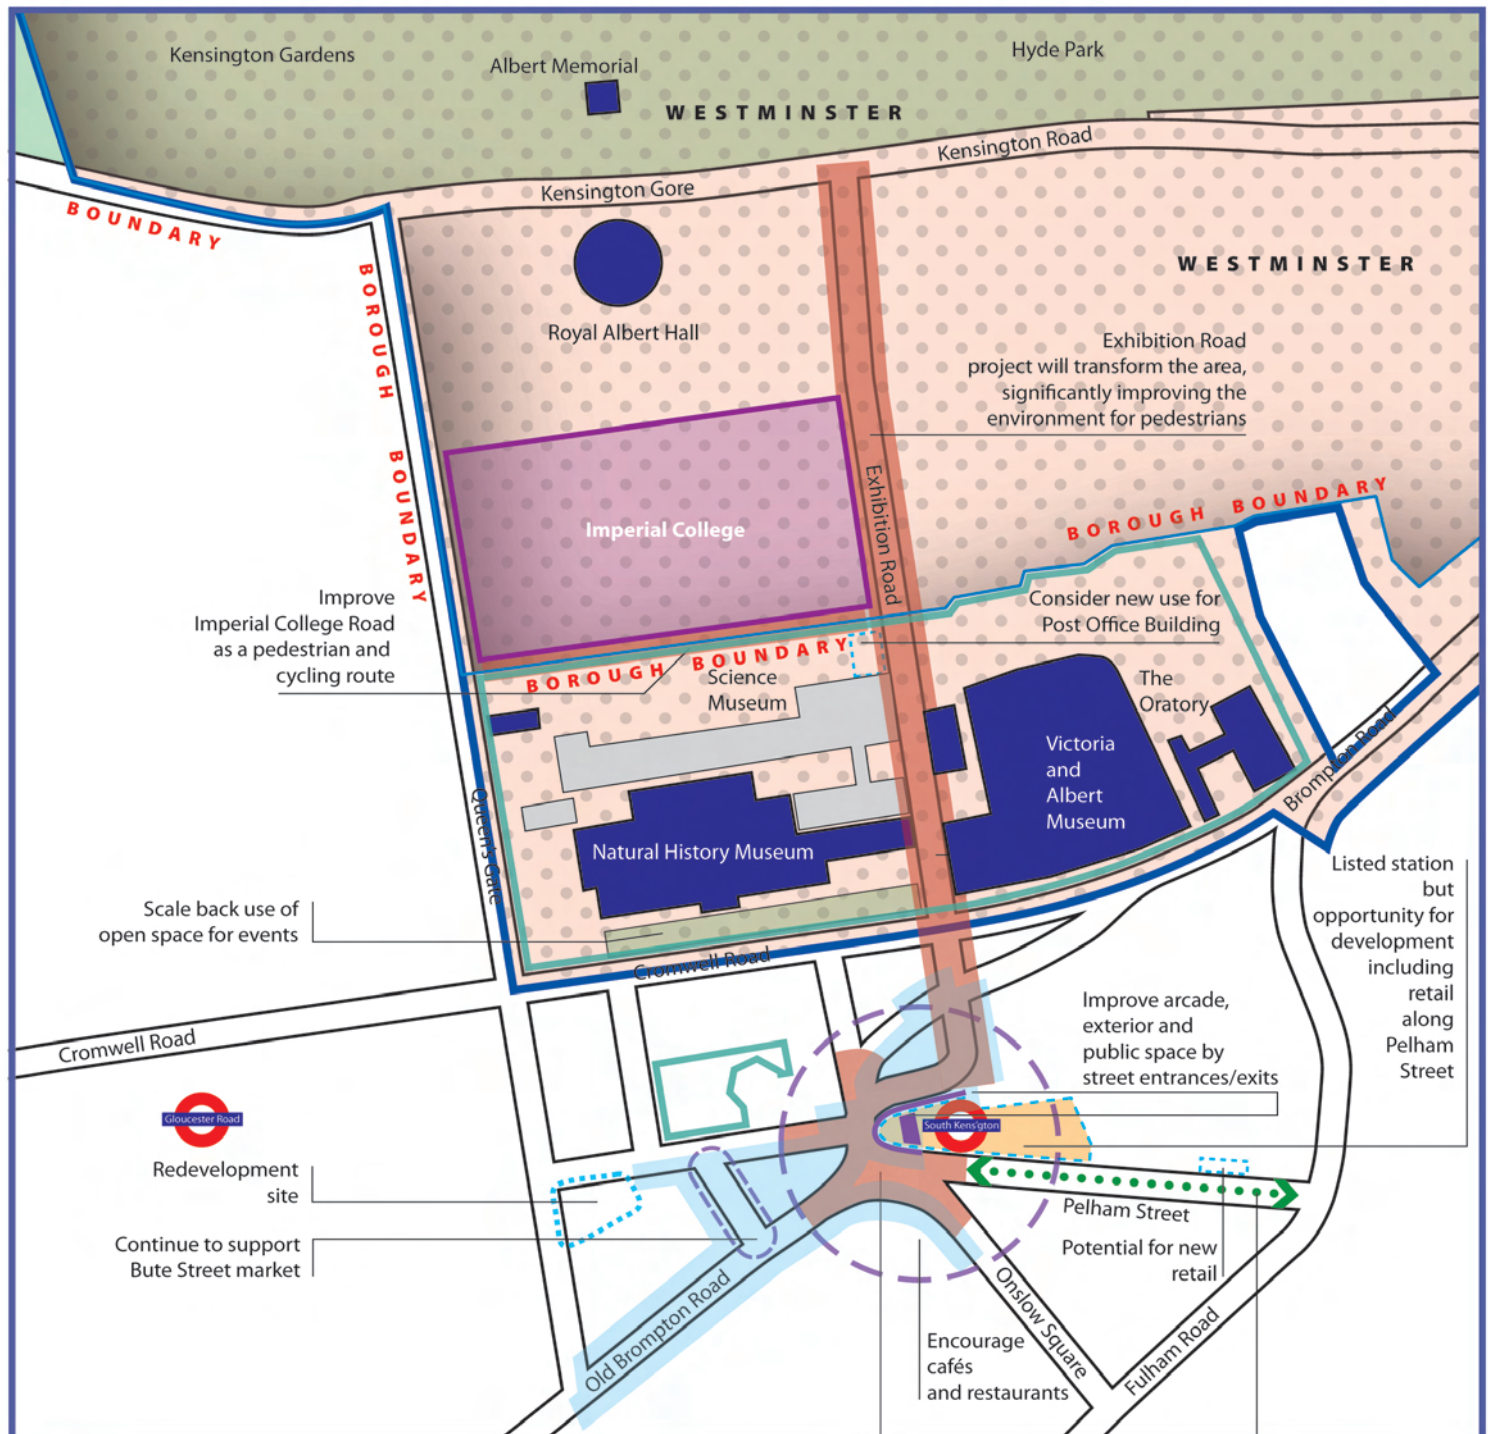 Kensington Gardens
Albert Memorial
Hyde Park
WESTMINSTER
Kensington Road
Kensington Gore
BOUNDARY
BOROUGH
BOUNDARY
Royal Albert Hall
WESTMINSTER
Exhibition Road
project will transform the area,
significantly improving the
environment for pedestrians
Imperial College
Exhibition Road
BOROUGH BOUNDARY
Improve
Imperial College Road
as a pedestrian and
cycling route
Consider new use for
Post Office Building
BOROUGH BOUNDARY
Science
Museum
The
Oratory
Victoria
and
Albert
Museum
Brompton Road
Queen's Gate
Natural History Museum
Listed station
but
opportunity for
development
including
retail
along
Pelham
Street
Scale back use of
open space for events
Cromwell Road
Cromwell Road
Improve arcade,
exterior and
public space by
street entrances/exits
Gloucester Road
South Kens'gton
Redevelopment
site
Pelham Street
Continue to support
Bute Street market
Potential for new
retail
Old Brompton Road
Onslow Square
Fulham Road
Encourage
cafés
and restaurants